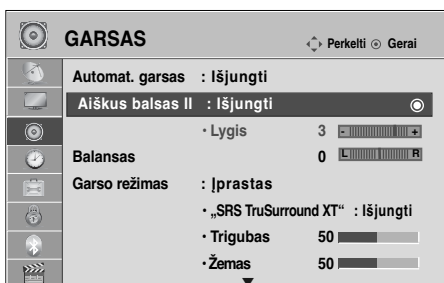 GARSAS Perkelti Gerai
Automat. garsas : Išjungti
Aiškus balsas II : Išjungti
• Lygis 3 - +
Balansas 0 L R
Garso režimas : Įprastas
• „SRS TruSurround XT“ : Išjungti
• Trigubas 50
• Žemas 50